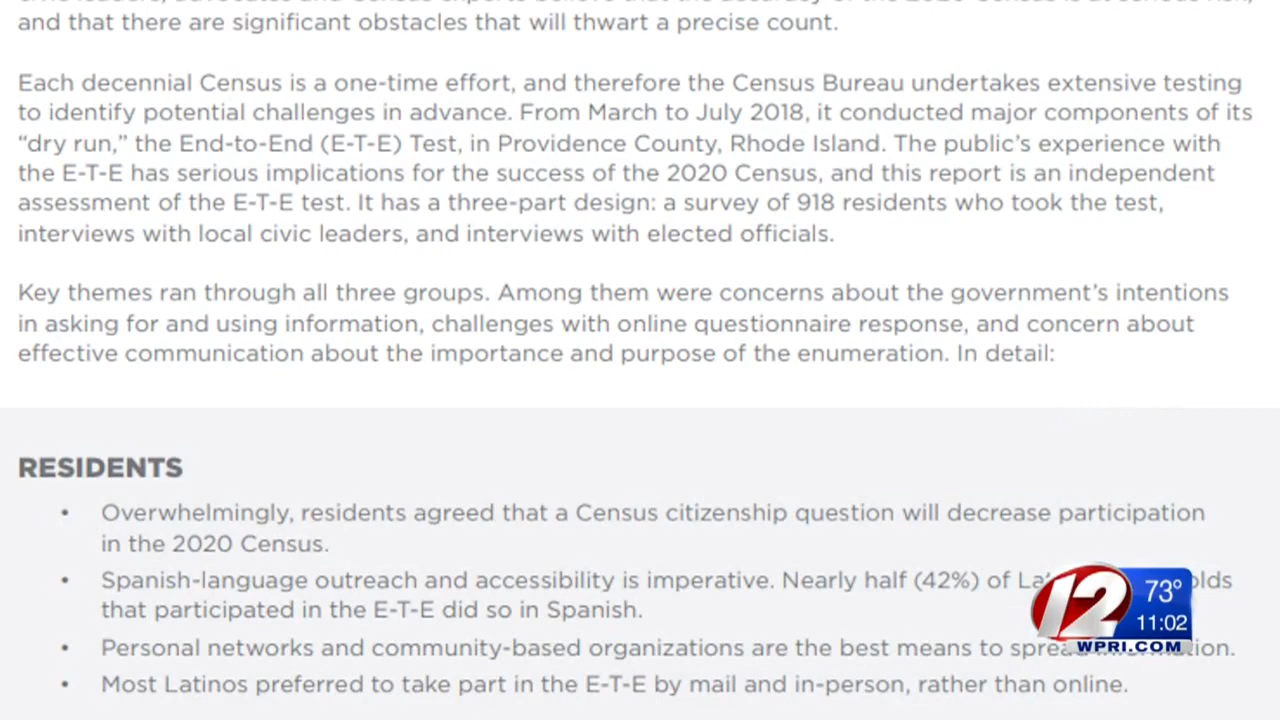 and that there are significant obstacles that will thwart a precise count.
Each decennial Census is a one-time effort, and therefore the Census Bureau undertakes extensive testing
to identify potential challenges in advance. From March to July 2018, it conducted major components of its
“dry run,” the End-to-End (E-T-E) Test, in Providence County, Rhode Island. The public’s experience with
the E-T-E has serious implications for the success of the 2020 Census, and this report is an independent
assessment of the E-T-E test. It has a three-part design: a survey of 918 residents who took the test,
interviews with local civic leaders, and interviews with elected officials.
Key themes ran through all three groups. Among them were concerns about the government’s intentions
in asking for and using information, challenges with online questionnaire response, and concern about
effective communication about the importance and purpose of the enumeration. In detail:
RESIDENTS
• Overwhelmingly, residents agreed that a Census citizenship question will decrease participation
in the 2020 Census.
• Spanish-language outreach and accessibility is imperative. Nearly half (42%) of
that participated in the E-T-E did so in Spanish.
• Personal networks and community-based organizations are the best means to
• Most Latinos preferred to take part in the E-T-E by mail and in-person, rather than online.
12
73°
11:02
WPRI.COM